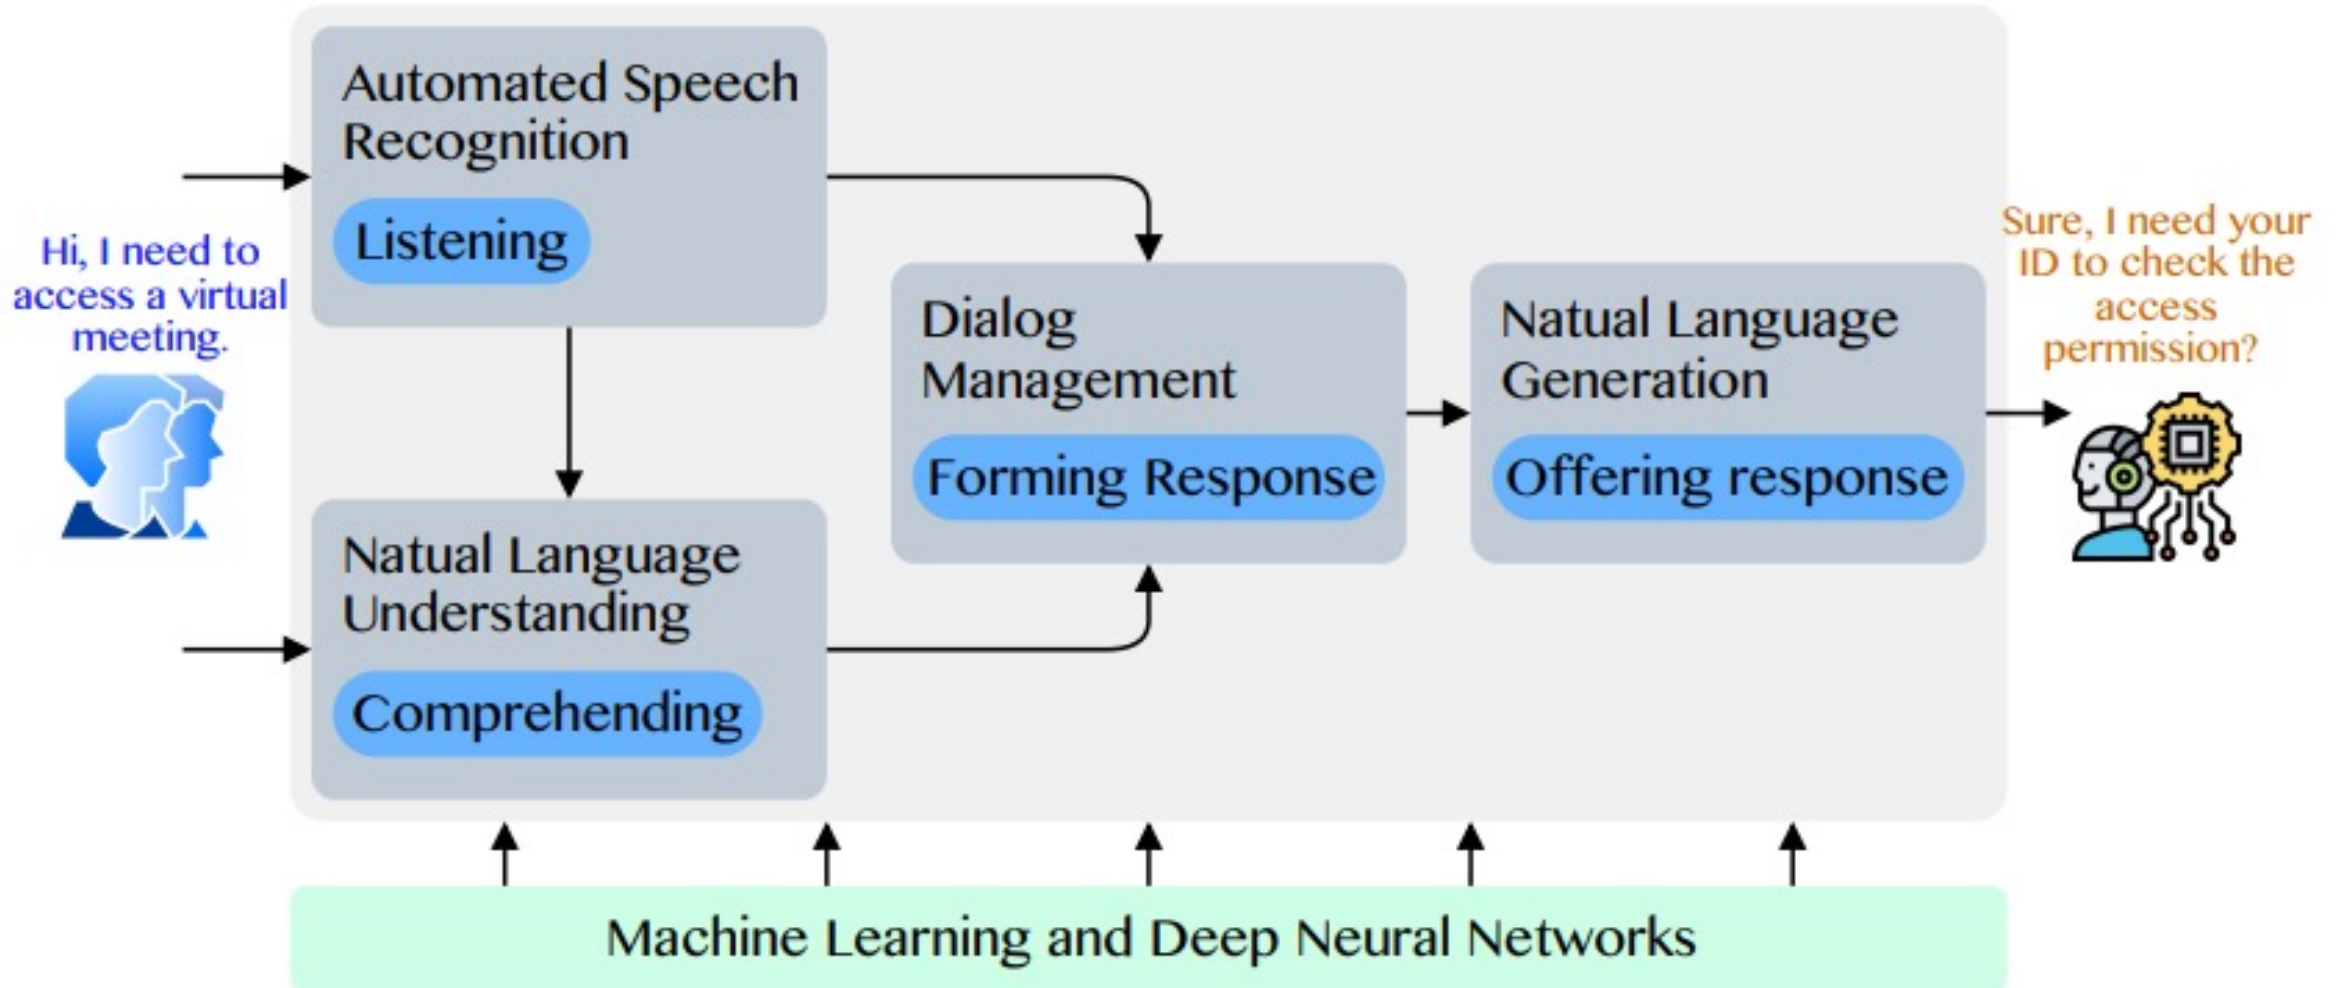 Hi, I need to
access a virtual
meeting.
Automated Speech
Recognition
Listening
Natual Language
Understanding
Comprehending
Dialog
Management
Forming Response
Natual Language
Generation
Offering response
Sure, I need your
ID to check the
access
permission?
Machine Learning and Deep Neural Networks